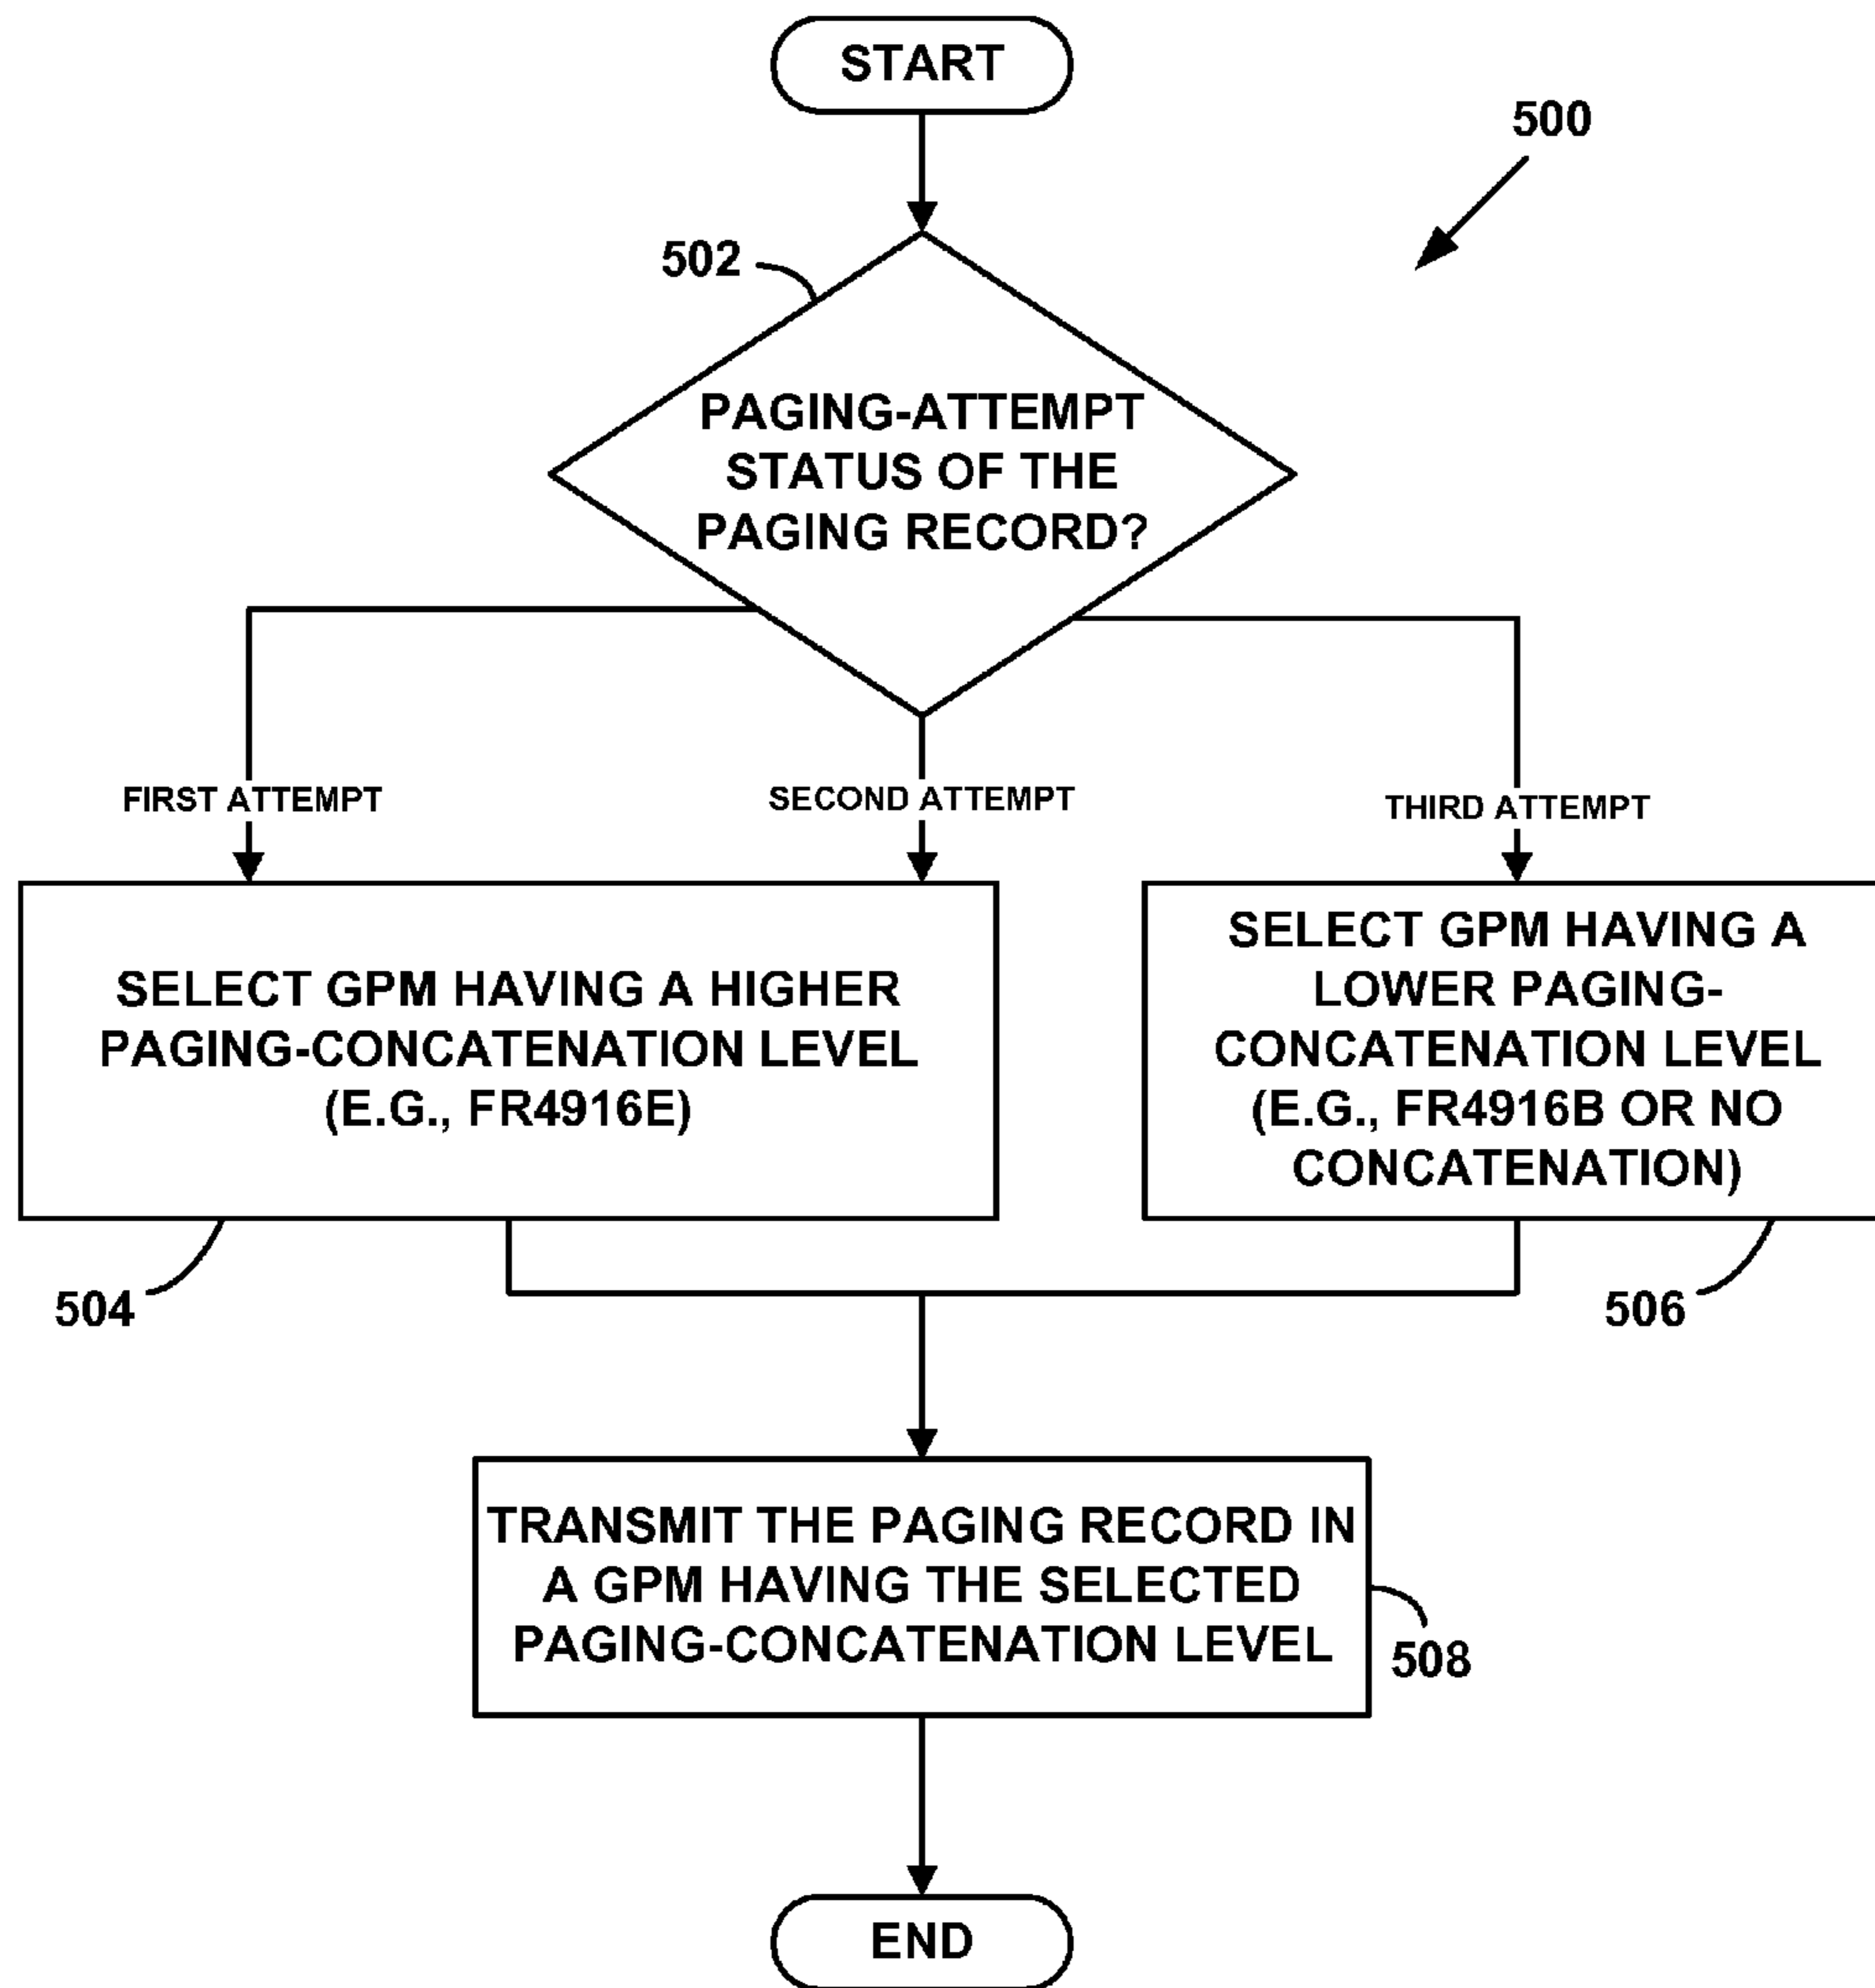 START
500
502
PAGING-ATTEMPT
STATUS OF THE
PAGING RECORD?
FIRST ATTEMPT
SECOND ATTEMPT
THIRD ATTEMPT
SELECT GPM HAVING A HIGHER
PAGING-CONCATENATION LEVEL
(E.G., FR4916E)
SELECT GPM HAVING A
LOWER PAGING-
CONCATENATION LEVEL
(E.G., FR4916B OR NO
CONCATENATION)
504
506
TRANSMIT THE PAGING RECORD IN
A GPM HAVING THE SELECTED
PAGING-CONCATENATION LEVEL
508
END